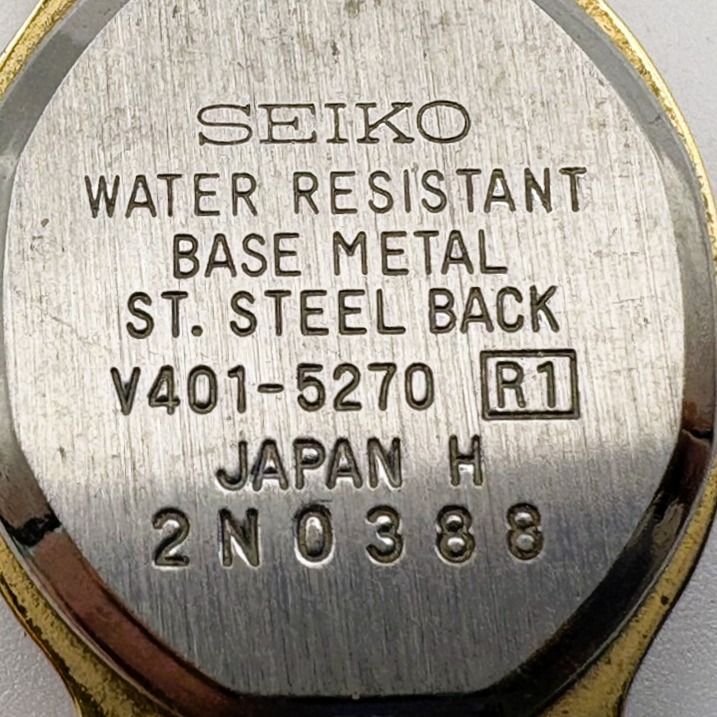 SEIKO
WATER RESISTANT
BASE METAL
ST. STEEL BACK
V401-5270 R1
JAPAN H
2N0388